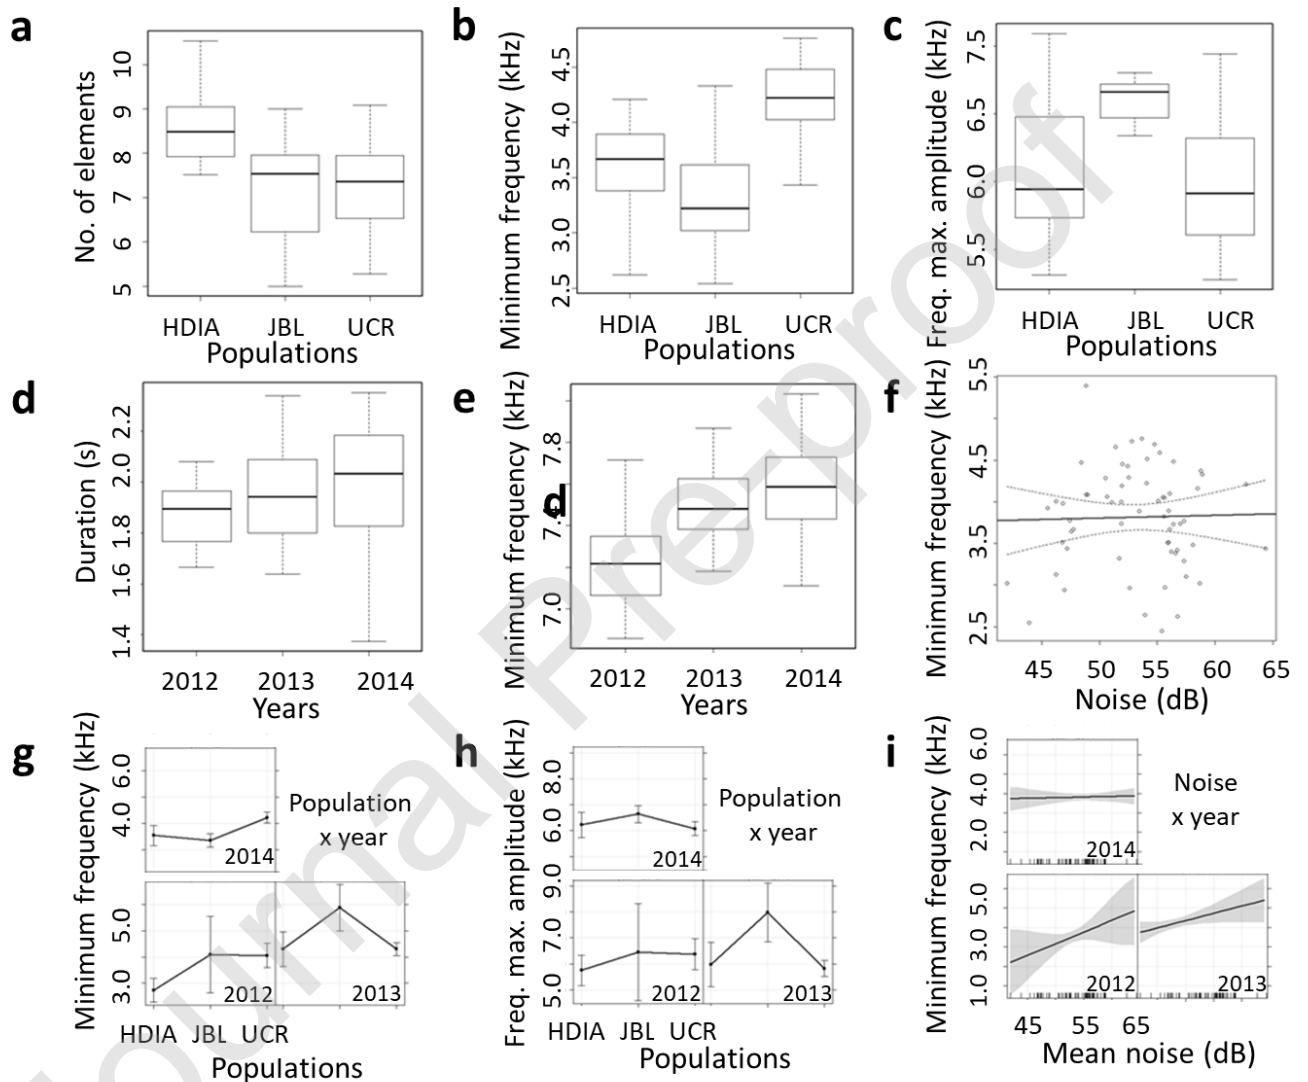 a
No. of elements
10
9
8
7
6
5
HDIA JBL UCR
Populations
b
Minimum frequency (kHz)
4.5
4.0
3.5
3.0
2.5
HDIA JBL UCR
Populations
c
Freq. max. amplitude (kHz)
7.5
6.5
6.0
5.5
HDIA JBL UCR
Populations
d
Duration (s)
2.2
2.0
1.8
1.6
1.4
2012 2013 2014
Years
e
Minimum frequency (kHz)
7.8
d
7.4
7.0
2012 2013 2014
Years
f
Minimum frequency (kHz)
5.5
4.5
3.5
2.5
45 50 55 60 65
Noise (dB)
g
Minimum frequency (kHz)
6.0
4.0
2014
Population
x year
5.0
3.0
2012
2013
HDIA JBL UCR
Populations
h
Freq. max. amplitude (kHz)
8.0
6.0
2014
Population
x year
9.0
7.0
5.0
2012
2013
HDIA JBL UCR
Populations
i
Minimum frequency (kHz)
6.0
4.0
2.0
2014
Noise
x year
5.0
3.0
1.0
2012
2013
45 55 65
Mean noise (dB)
Journal Pre-proof